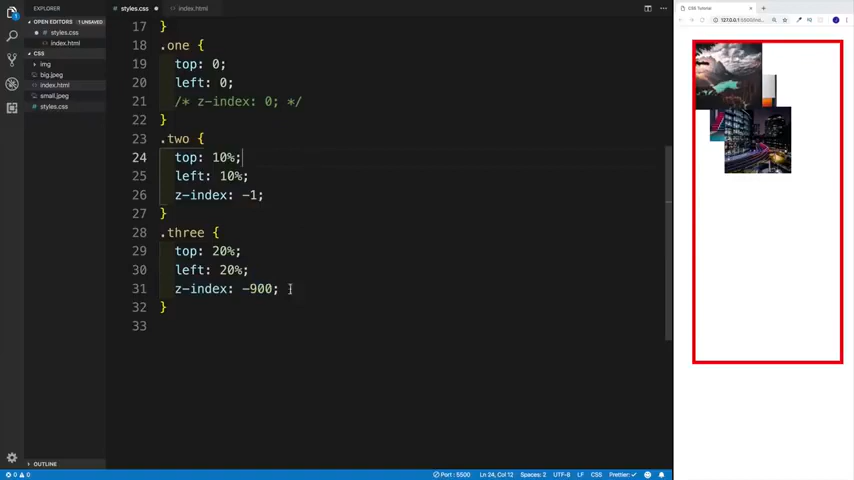 EXPLORER
OPEN EDITORS 1 UNSAVED
styles.css
index.html
CSS
img
big.jpeg
index.html
small.jpeg
styles.css
OUTLINE
styles.css
index.html
17 }
18 .one {
19 top: 0;
20 left: 0;
21 /* z-index: 0; */
22 }
23 .two {
24 top: 10%;
25 left: 10%;
26 z-index: -1;
27 }
28 .three {
29 top: 20%;
30 left: 20%;
31 z-index: -900;
32 }
33
0 0 Port : 5500 Ln 24, Col 12 Spaces: 2 UTF-8 LF CSS Prettier: ✓
CSS Tutorial